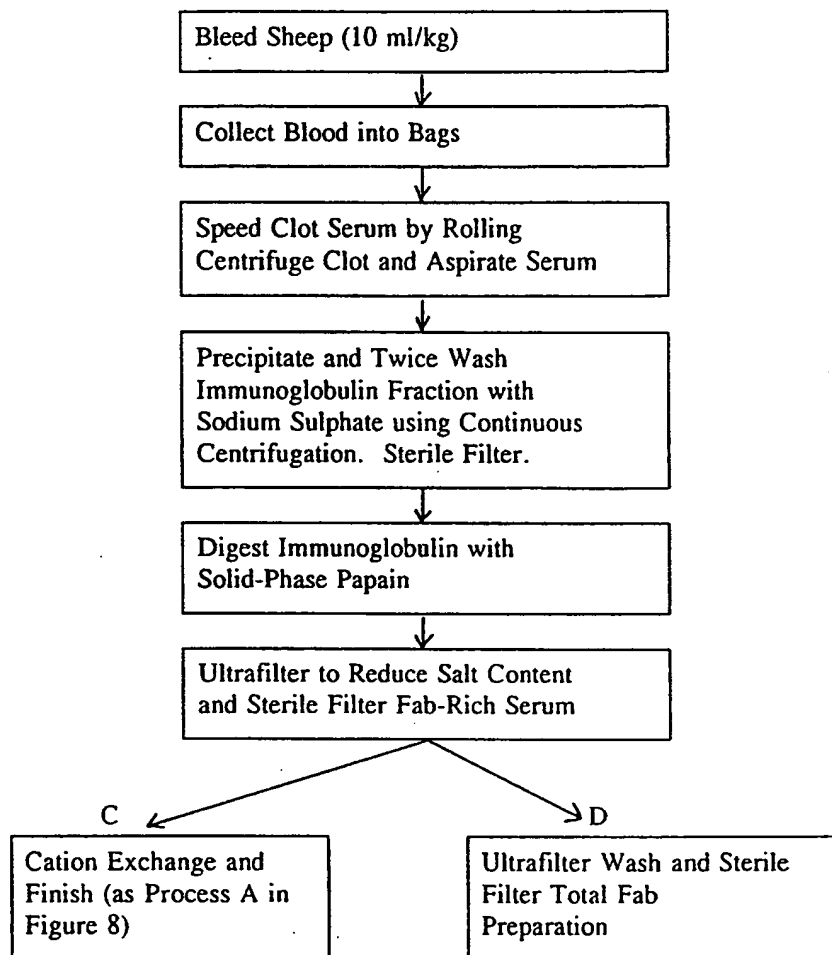 Bleed Sheep (10 ml/kg)
Collect Blood into Bags
Speed Clot Serum by Rolling
Centrifuge Clot and Aspirate Serum
Precipitate and Twice Wash
Immunoglobulin Fraction with
Sodium Sulphate using Continuous
Centrifugation. Sterile Filter.
Digest Immunoglobulin with
Solid-Phase Papain
Ultrafilter to Reduce Salt Content
and Sterile Filter Fab-Rich Serum
C
Cation Exchange and
Finish (as Process A in
Figure 8)
D
Ultrafilter Wash and Sterile
Filter Total Fab
Preparation